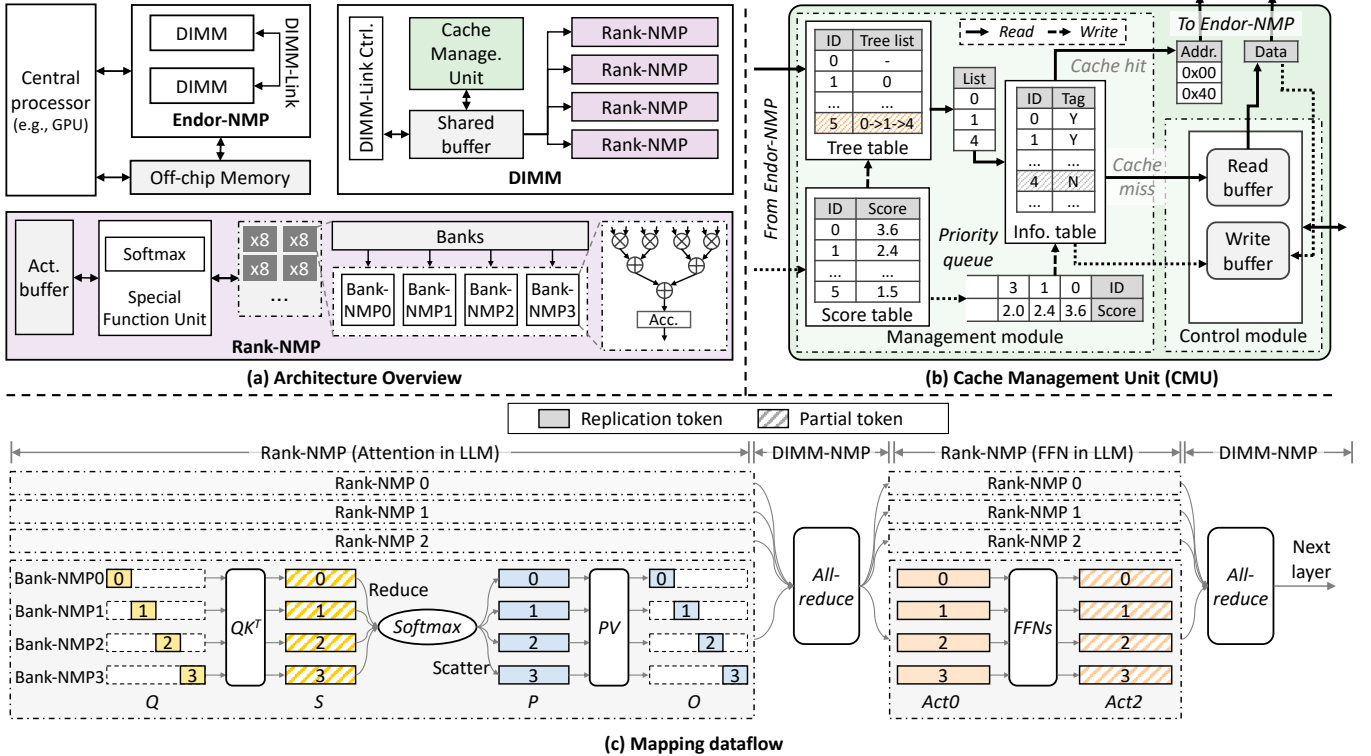 Central
processor
(e.g., GPU)
DIMM
DIMM
DIMM-Link
Endor-NMP
Off-chip Memory
DIMM-Link Ctrl.
Cache
Manage.
Unit
Shared
buffer
Rank-NMP
Rank-NMP
Rank-NMP
Rank-NMP
DIMM
Act.
buffer
Softmax
Special
Function Unit
x8 x8
x8 x8
...
Banks
Bank-NMP0
Bank-NMP1
Bank-NMP2
Bank-NMP3
Acc.
Rank-NMP
(a) Architecture Overview
From Endor-NMP
ID Tree list
0 -
1 0
... ...
5 0->1->4
Tree table
ID Score
0 3.6
1 2.4
... ...
5 1.5
Score table
Read Write
List
0
1
4
ID Tag
0 Y
1 Y
... ...
4 N
... ...
Info. table
Cache hit
Cache
miss
Priority
queue
3 1 0 ID
2.0 2.4 3.6 Score
Management module
To Endor-NMP
Addr.
0x00
0x40
Data
Read
buffer
Write
buffer
Control module
(b) Cache Management Unit (CMU)
Replication token Partial token
Rank-NMP (Attention in LLM) DIMM-NMP Rank-NMP (FFN in LLM) DIMM-NMP
Rank-NMP 0 Rank-NMP 0
Rank-NMP 1 Rank-NMP 1
Rank-NMP 2 Rank-NMP 2
Bank-NMP0 0 0 0 0 0 0
Bank-NMP1 1 1 1 1 1 1
Bank-NMP2 2 2 2 2 2 2
Bank-NMP3 3 3 3 3 3 3
QKᵀ
Reduce
Softmax
Scatter
PV
All-reduce
FFNs
All-reduce
Next
layer
Q S P O Act0 Act2
(c) Mapping dataflow